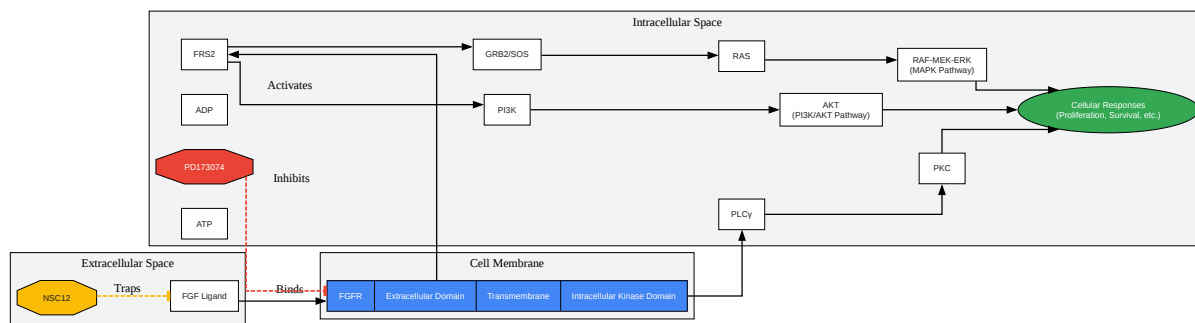 Intracellular Space
FRS2
GRB2/SOS
RAS
RAF-MEK-ERK
(MAPK Pathway)
Activates
ADP
PI3K
AKT
(PI3K/AKT Pathway)
Cellular Responses
(Proliferation, Survival, etc.)
PD173074
Inhibits
PKC
ATP
PLCγ
Extracellular Space
Cell Membrane
NSC12
Traps
FGF Ligand
Binds
FGFR
Extracellular Domain
Transmembrane
Intracellular Kinase Domain